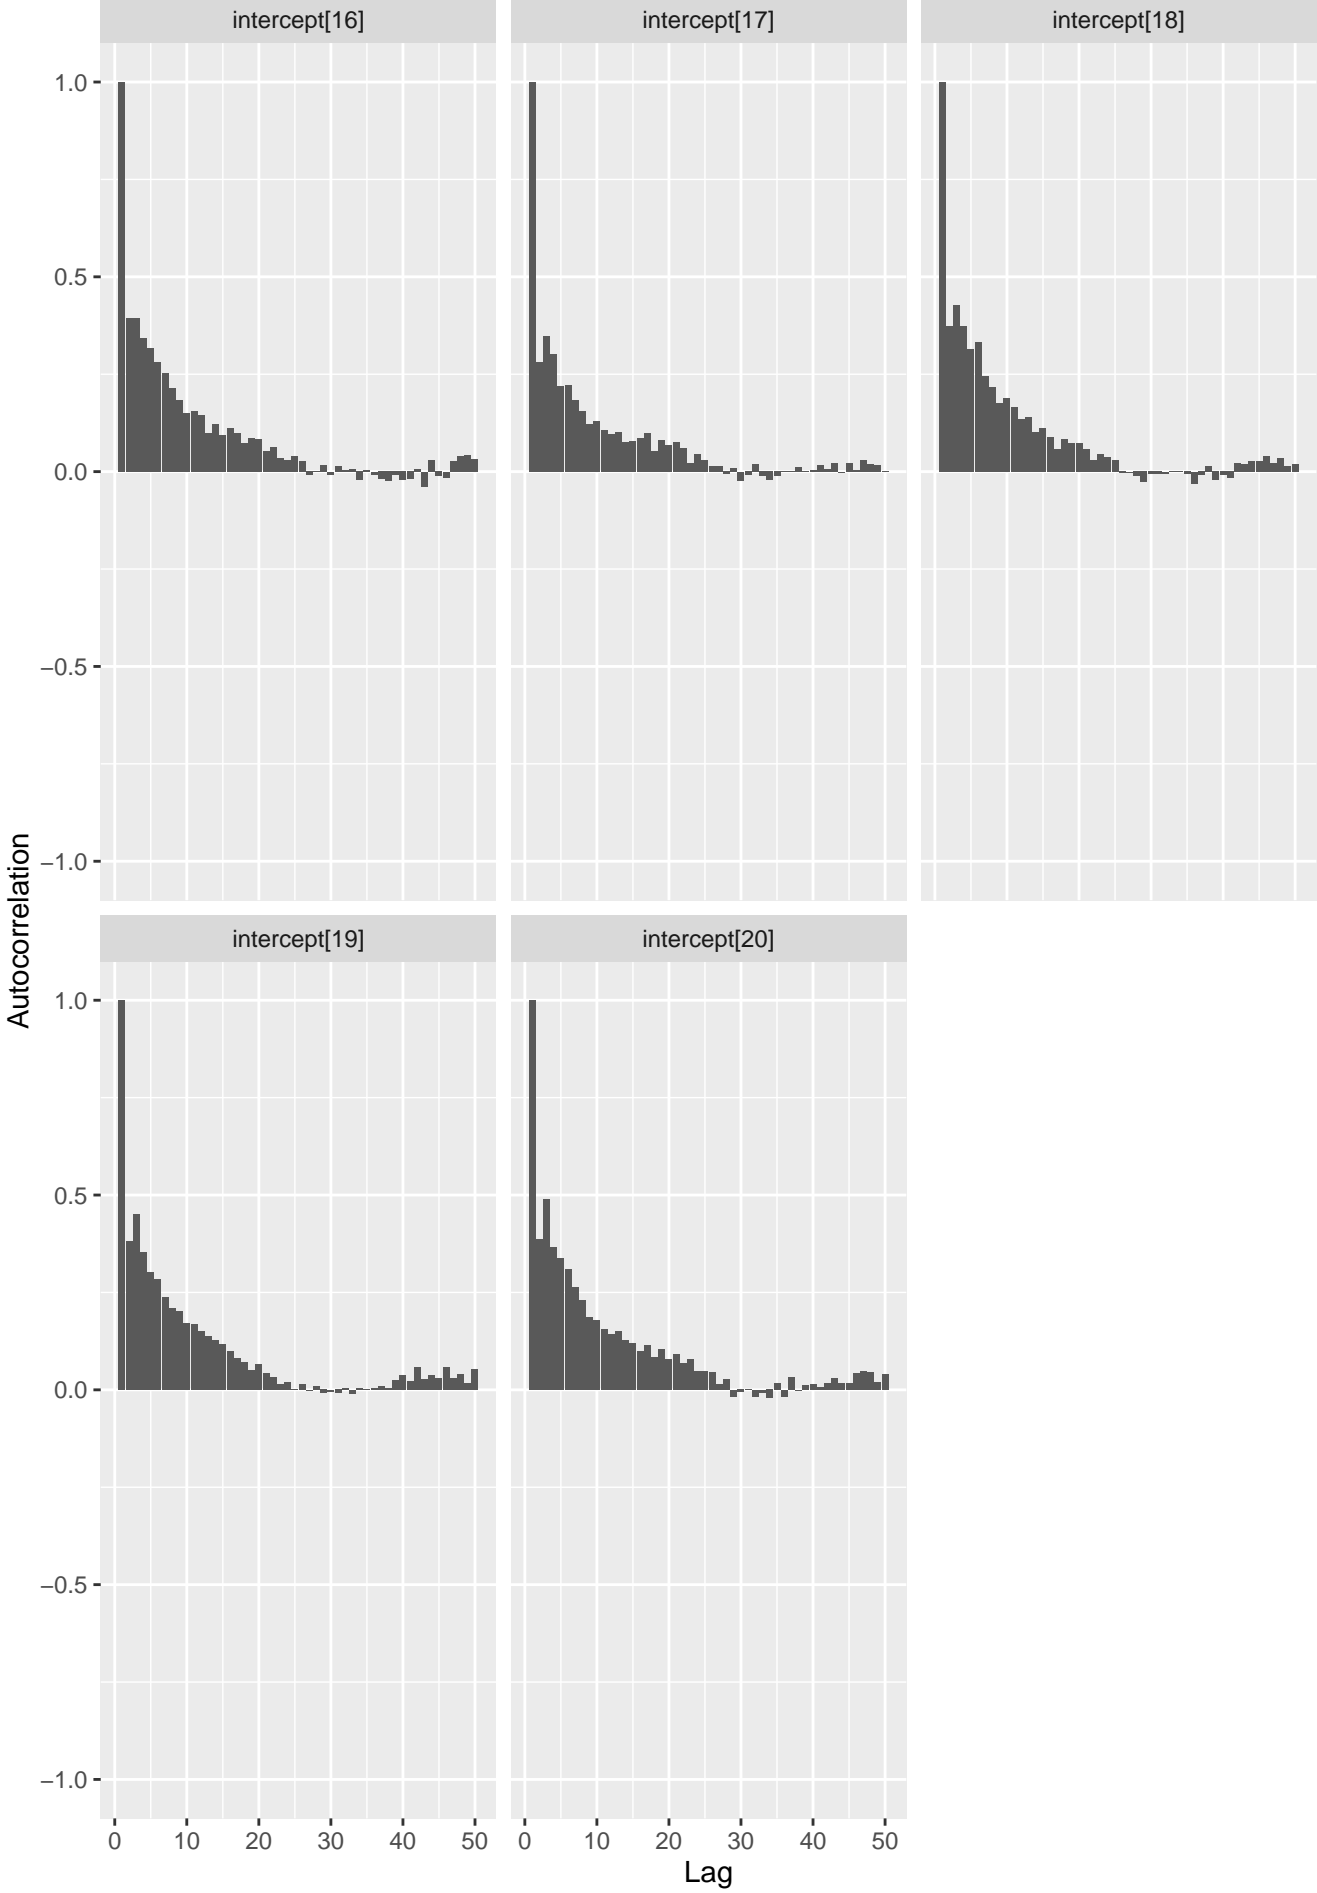 intercept[16] intercept[17] intercept[18]
1.0
0.5
0.0
−0.5
−1.0
Autocorrelation
intercept[19] intercept[20]
1.0
0.5
0.0
−0.5
−1.0
0 10 20 30 40 50 0 10 20 30 40 50
Lag